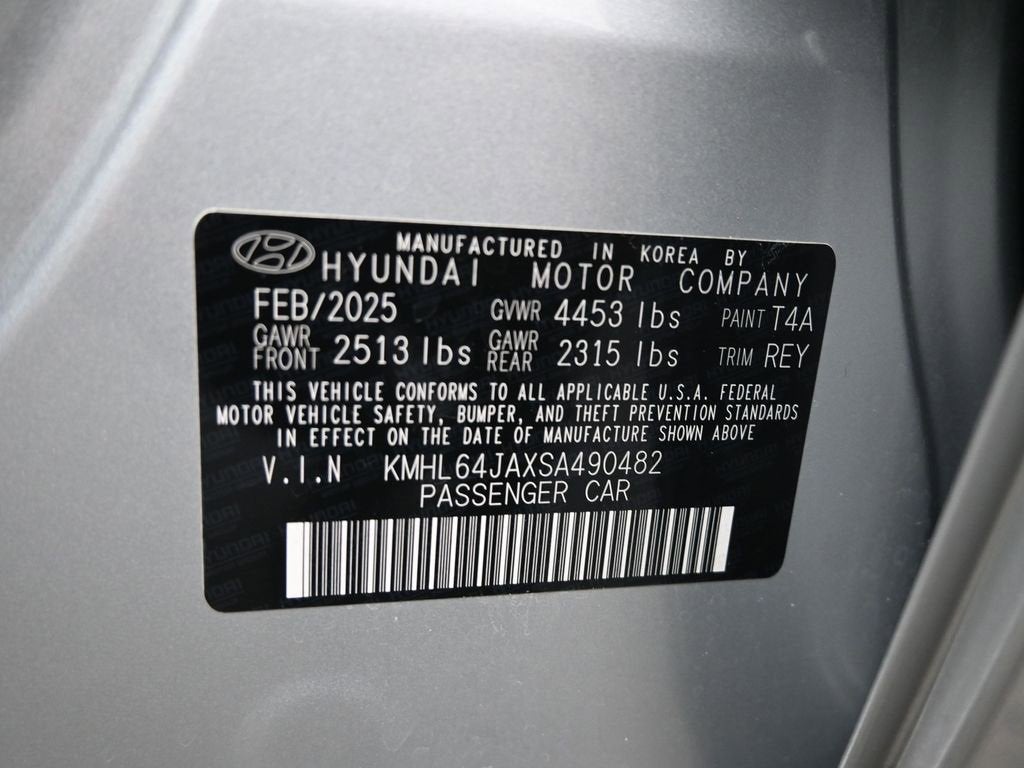 MANUFACTURED IN KOREA BY
HYUNDAI MOTOR COMPANY
FEB/2025 GVWR 4453 lbs PAINT T4A
GAWR FRONT 2513 lbs GAWR REAR 2315 lbs TRIM REY
THIS VEHICLE CONFORMS TO ALL APPLICABLE U.S.A. FEDERAL
MOTOR VEHICLE SAFETY, BUMPER, AND THEFT PREVENTION STANDARDS
IN EFFECT ON THE DATE OF MANUFACTURE SHOWN ABOVE
V.I.N KMHL64JAXSA490482
PASSENGER CAR